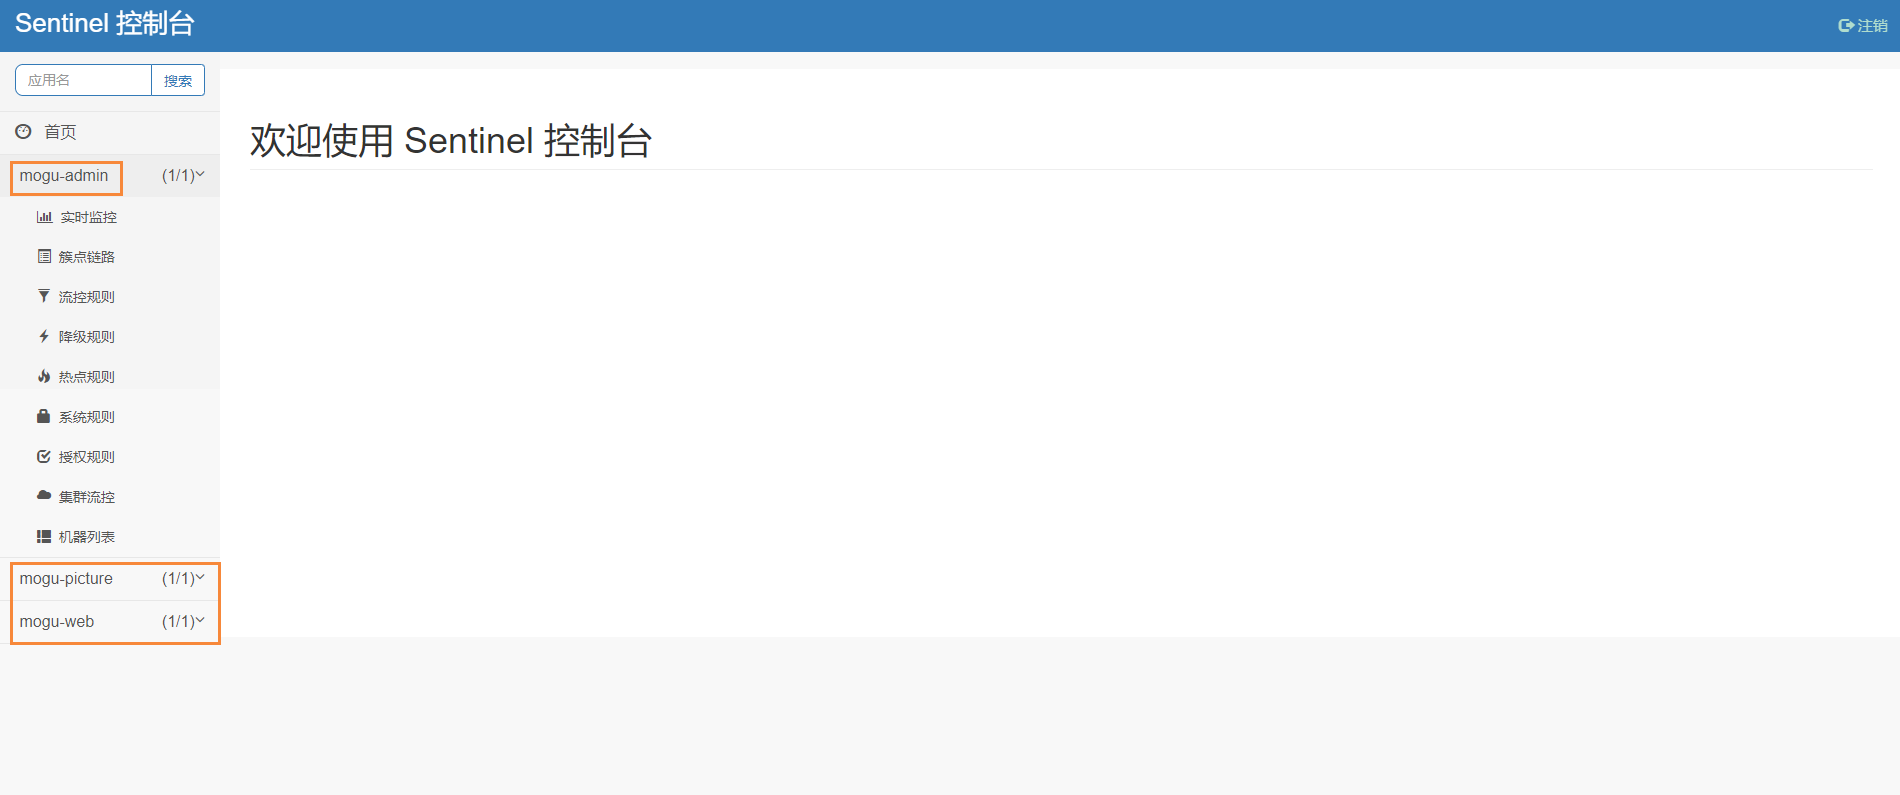 Sentinel 控制台
注销
应用名
搜索
首页
mogu-admin (1/1)
实时监控
簇点链路
流控规则
降级规则
热点规则
系统规则
授权规则
集群流控
机器列表
mogu-picture (1/1)
mogu-web (1/1)
欢迎使用 Sentinel 控制台